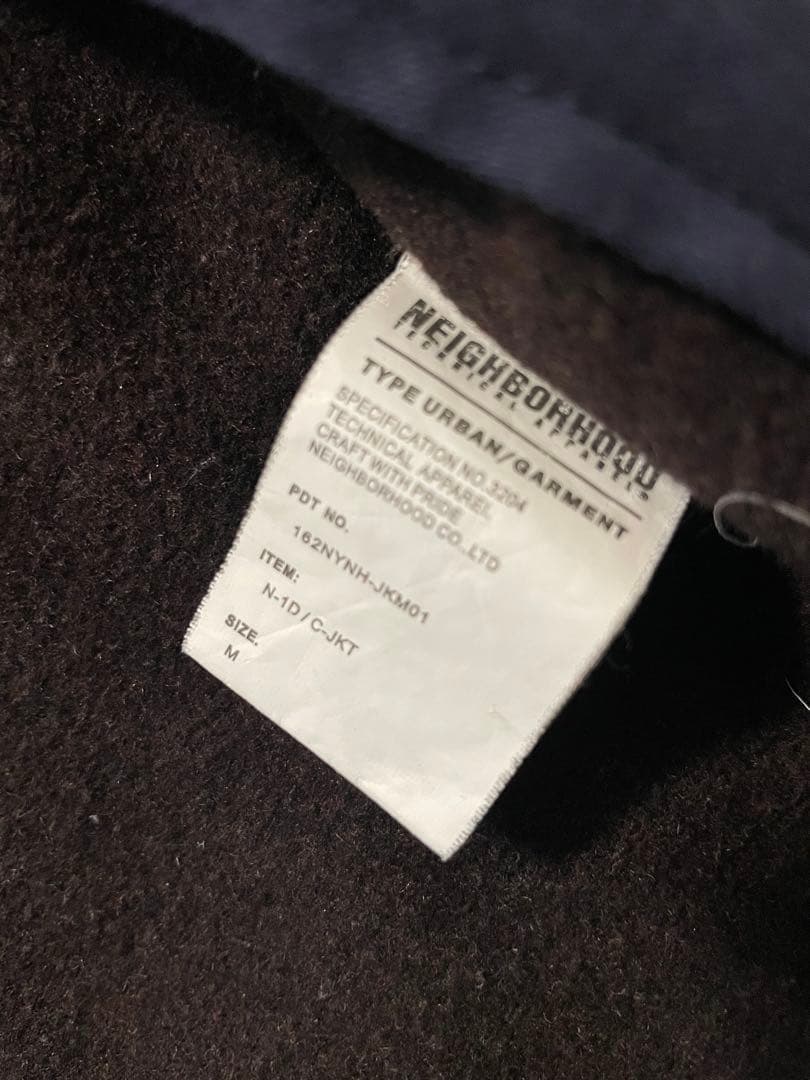 NEIGHBORHOOD
TECHNICAL APPAREL
TYPE URBAN/GARMENT
SPECIFICATION NO.2204
TECHNICAL APPAREL
CRAFT WITH PRIDE
NEIGHBORHOOD CO.,LTD
PDT NO.
162NYNH-JKM01
ITEM:
N-1D / C-JKT
SIZE.
M